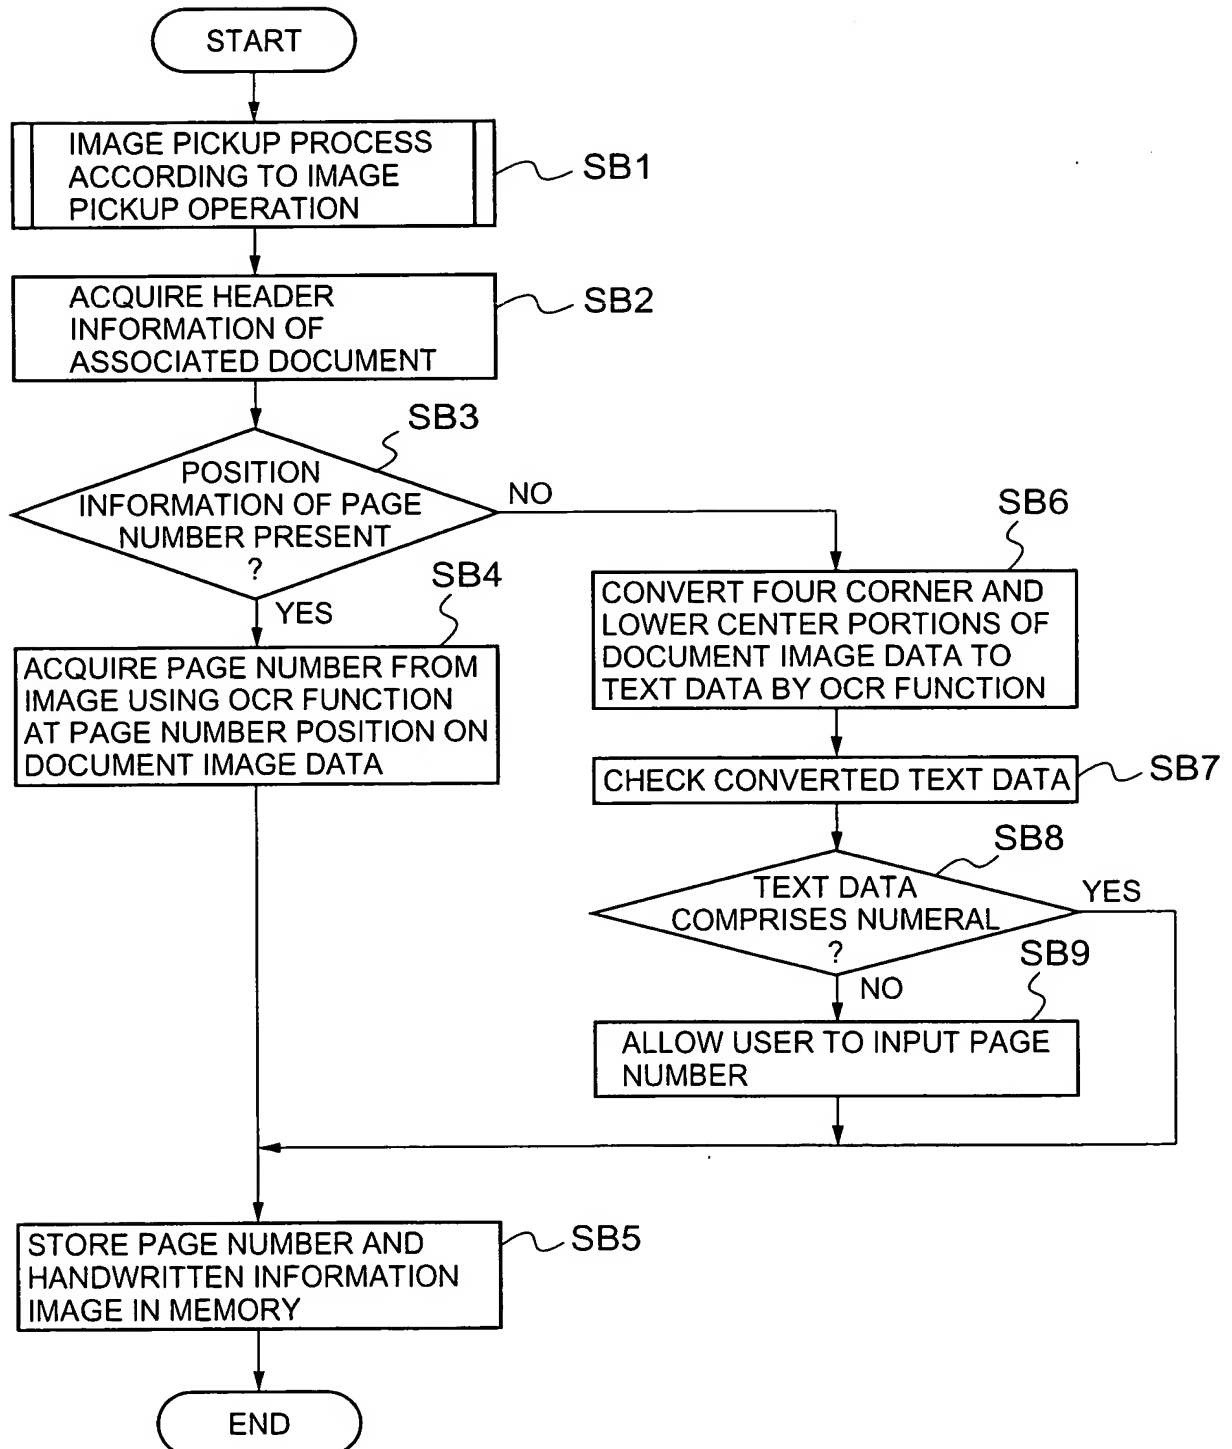 START
IMAGE PICKUP PROCESS
ACCORDING TO IMAGE
PICKUP OPERATION
SB1
ACQUIRE HEADER
INFORMATION OF
ASSOCIATED DOCUMENT
SB2
SB3
POSITION
INFORMATION OF PAGE
NUMBER PRESENT
?
NO
YES
SB4
ACQUIRE PAGE NUMBER FROM
IMAGE USING OCR FUNCTION
AT PAGE NUMBER POSITION ON
DOCUMENT IMAGE DATA
SB6
CONVERT FOUR CORNER AND
LOWER CENTER PORTIONS OF
DOCUMENT IMAGE DATA TO
TEXT DATA BY OCR FUNCTION
CHECK CONVERTED TEXT DATA
SB7
SB8
TEXT DATA
COMPRISES NUMERAL
?
YES
NO
SB9
ALLOW USER TO INPUT PAGE
NUMBER
STORE PAGE NUMBER AND
HANDWRITTEN INFORMATION
IMAGE IN MEMORY
SB5
END